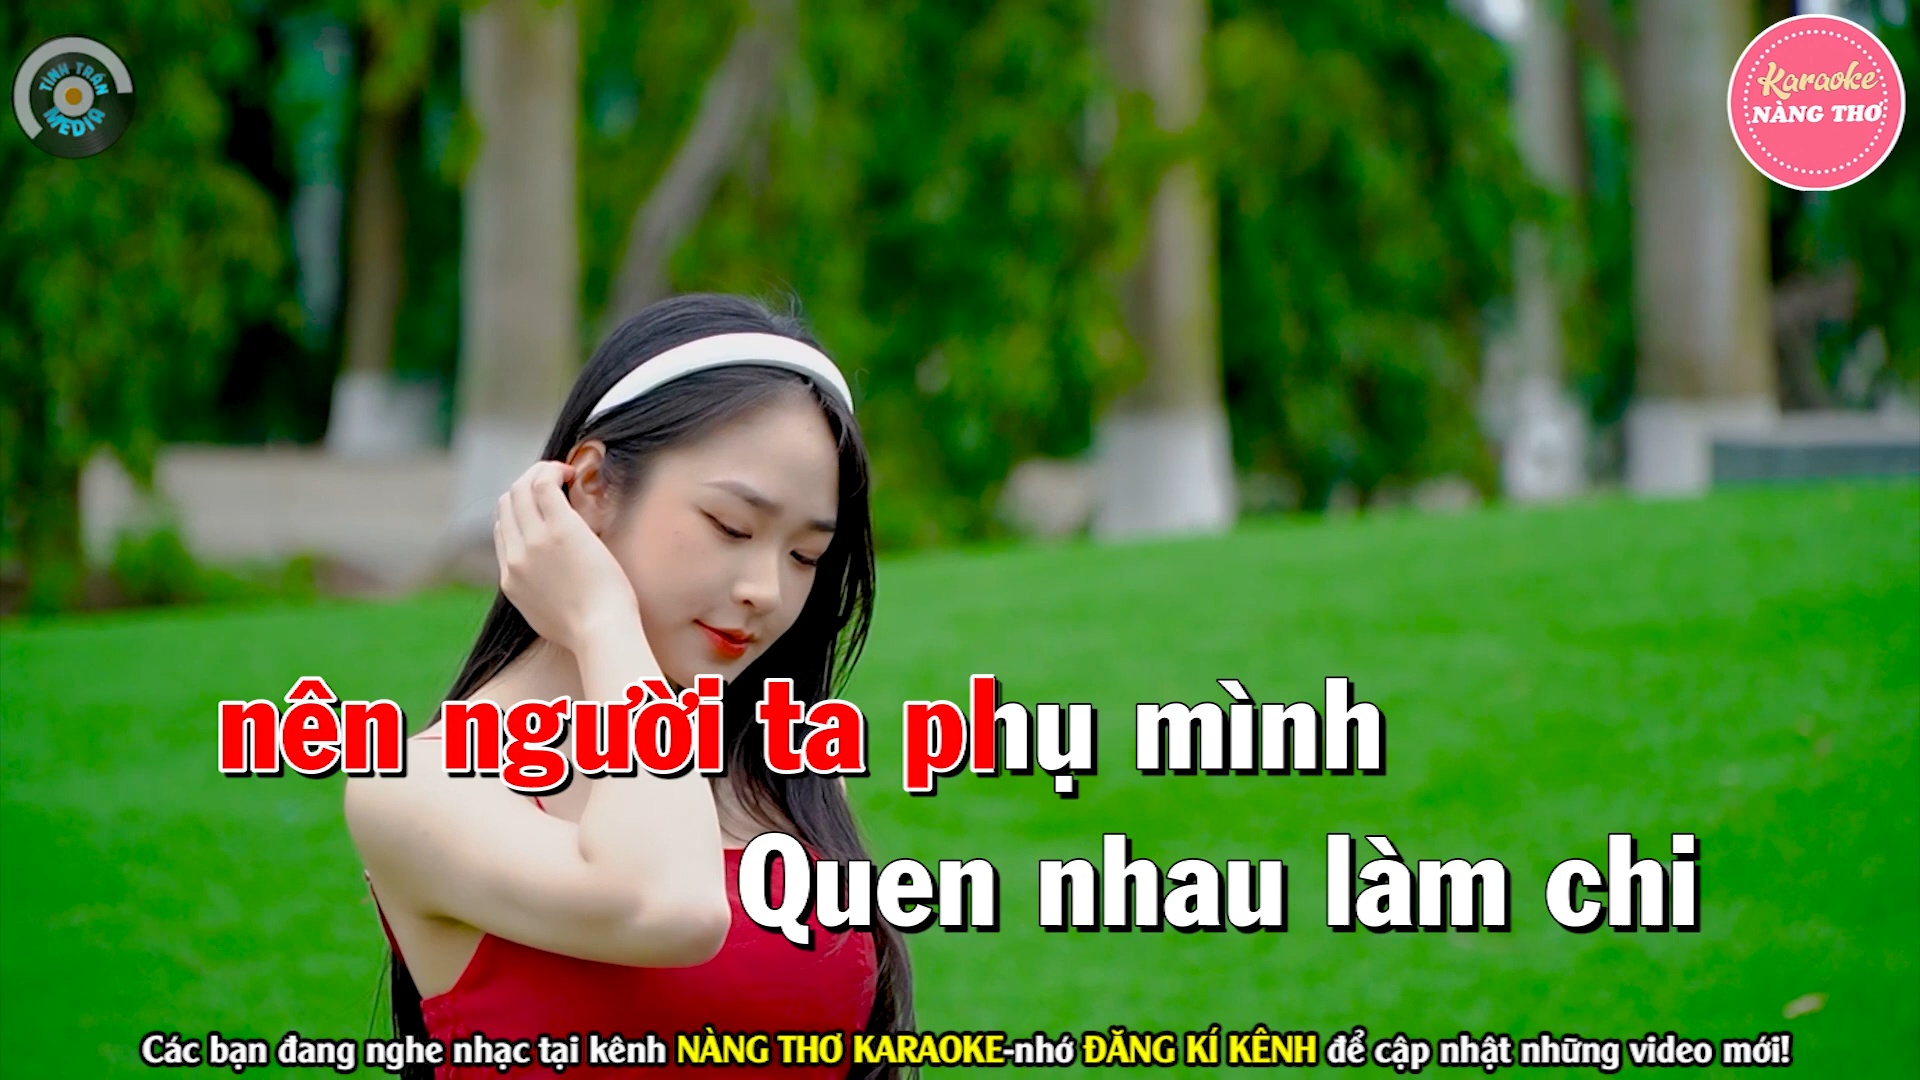 TÌNH TRẦN
MEDIA
Karaoke
NÀNG THƠ
nên người ta phụ mình
Quen nhau làm chi
Các bạn đang nghe nhạc tại kênh NÀNG THƠ KARAOKE-nhớ ĐĂNG KÍ KÊNH để cập nhật những video mới!